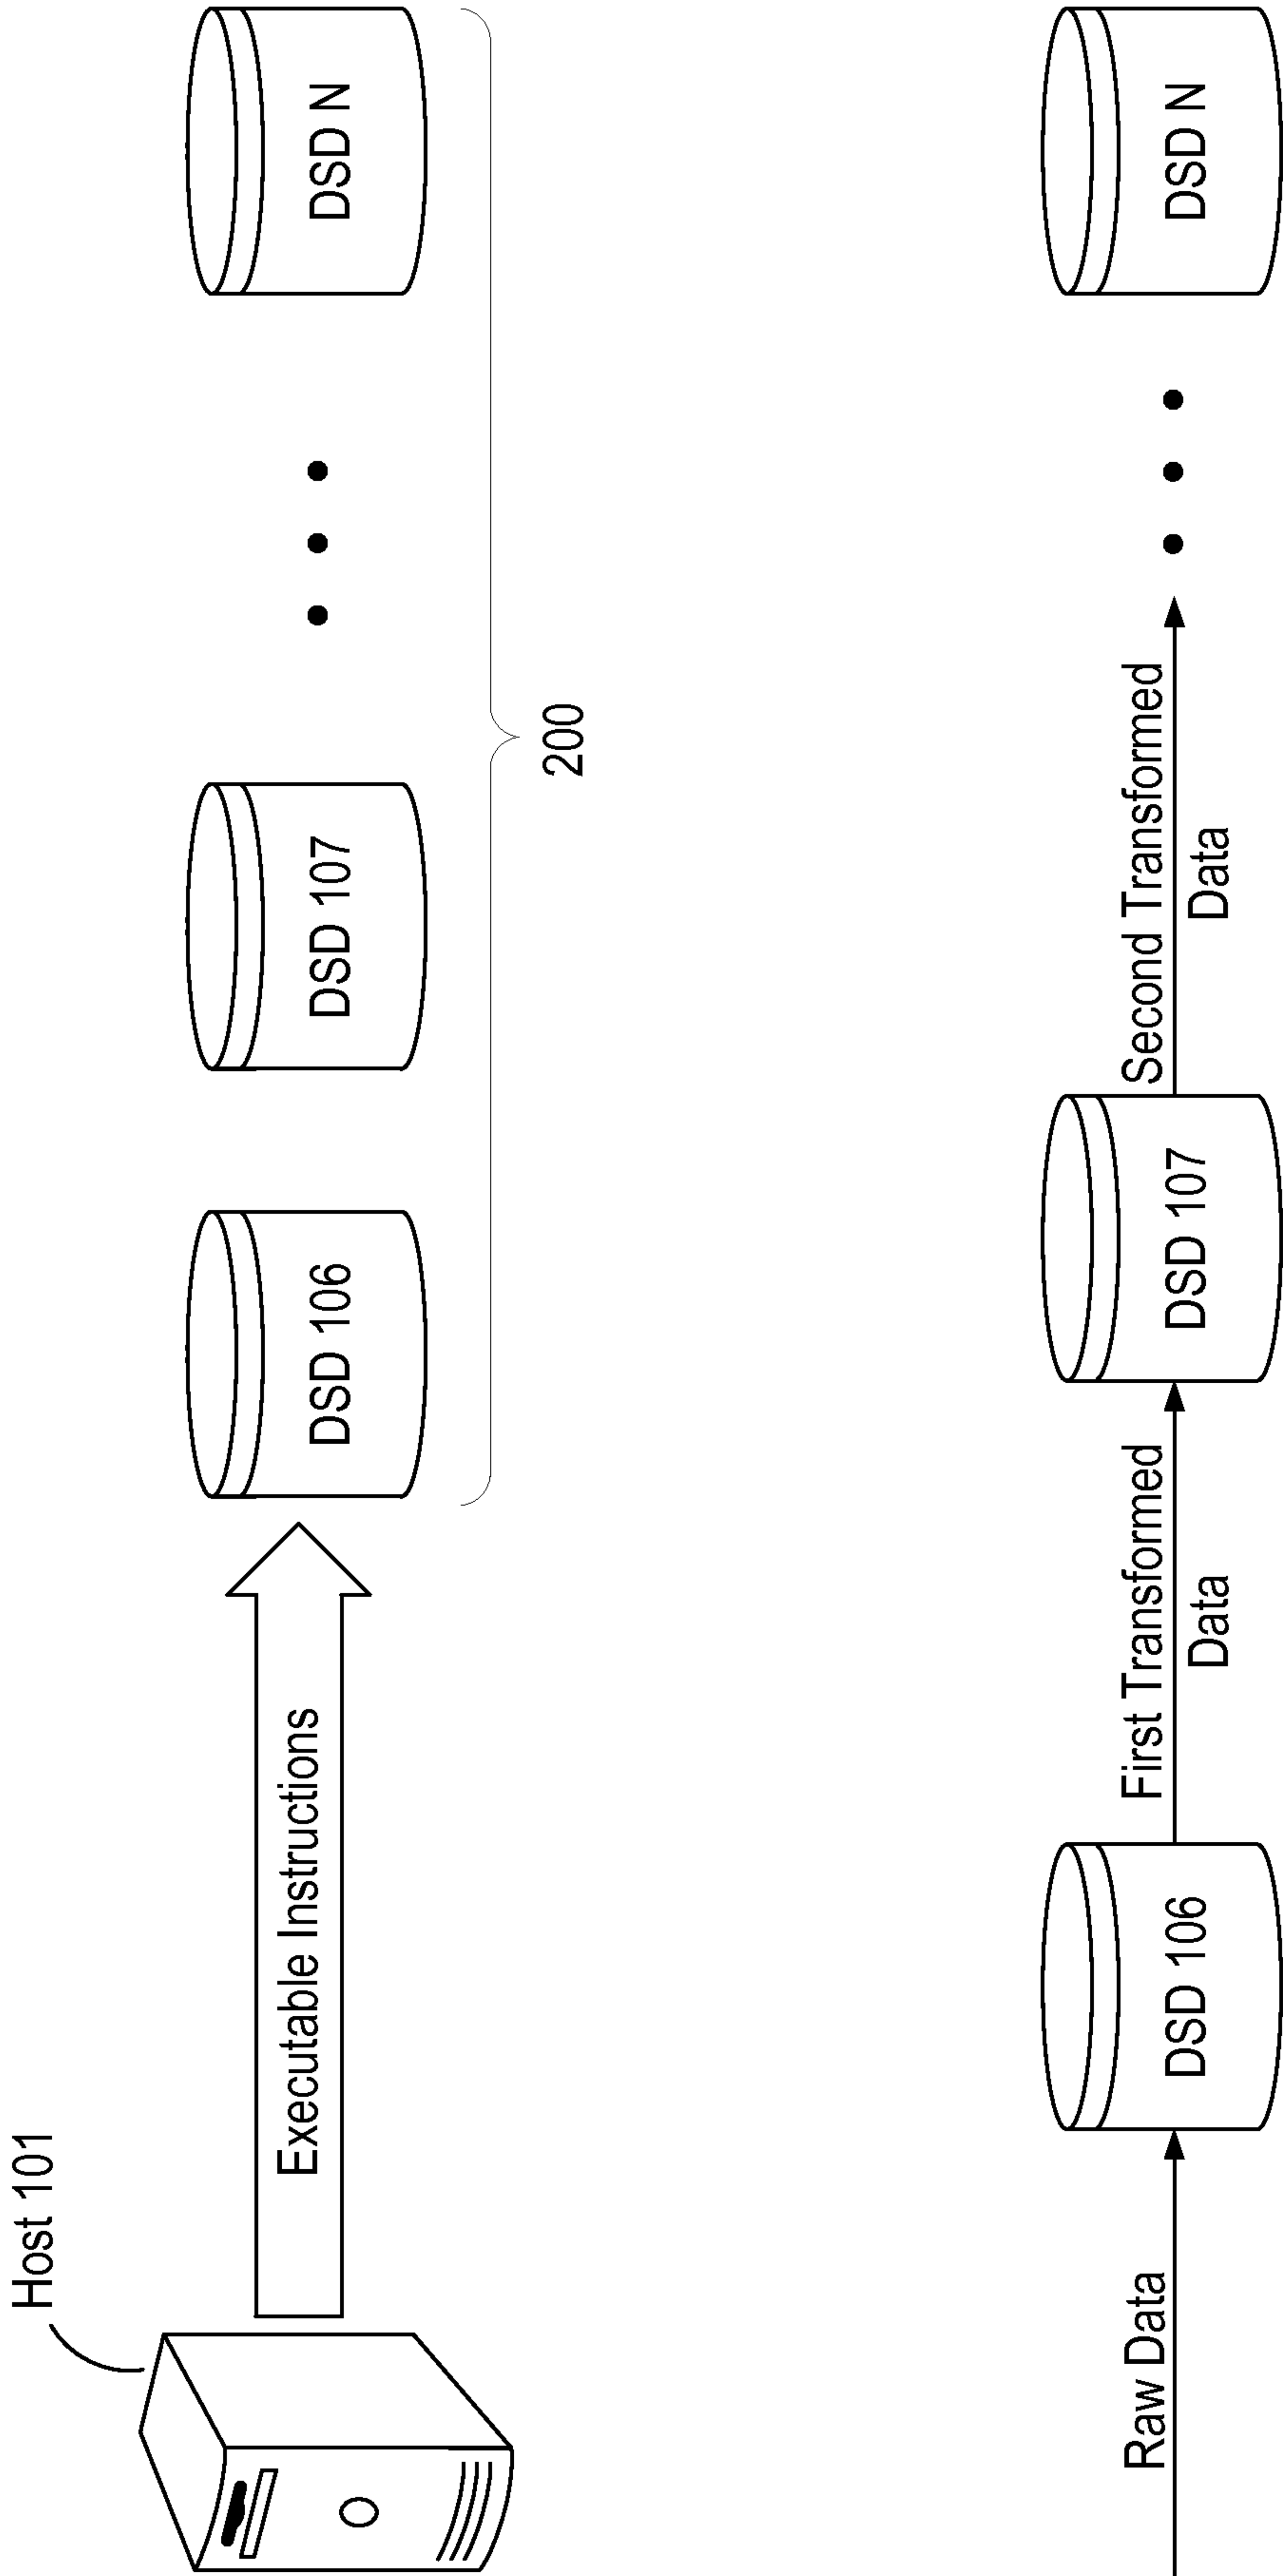 Host 101
Executable Instructions
DSD 106
DSD 107
DSD N
200
Raw Data
DSD 106
First Transformed
Data
DSD 107
Second Transformed
Data
DSD N